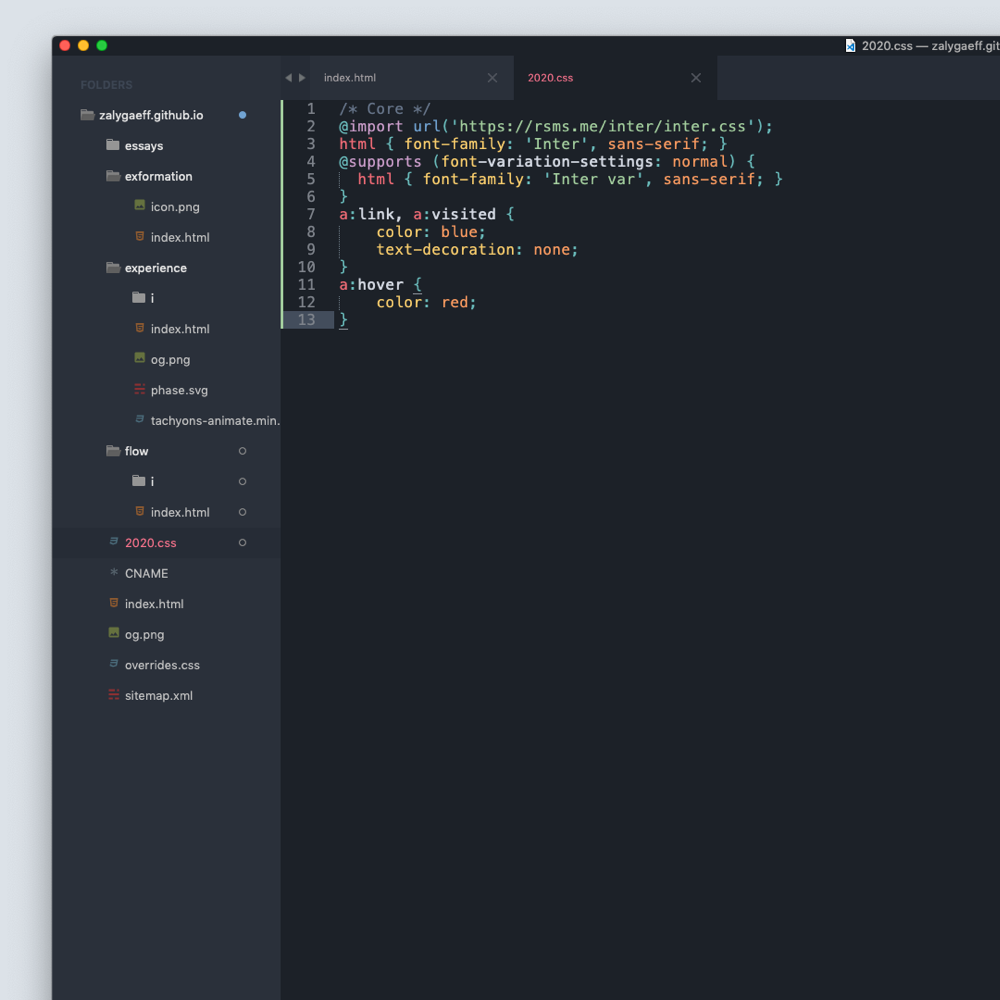 2020.css — zalygaeff.git
FOLDERS
zalygaeff.github.io
essays
exformation
icon.png
index.html
experience
i
index.html
og.png
phase.svg
tachyons-animate.min.
flow
i
index.html
2020.css
CNAME
index.html
og.png
overrides.css
sitemap.xml
index.html
2020.css
1 /* Core */
2 @import url('https://rsms.me/inter/inter.css');
3 html { font-family: 'Inter', sans-serif; }
4 @supports (font-variation-settings: normal) {
5   html { font-family: 'Inter var', sans-serif; }
6 }
7 a:link, a:visited {
8     color: blue;
9     text-decoration: none;
10 }
11 a:hover {
12     color: red;
13 }